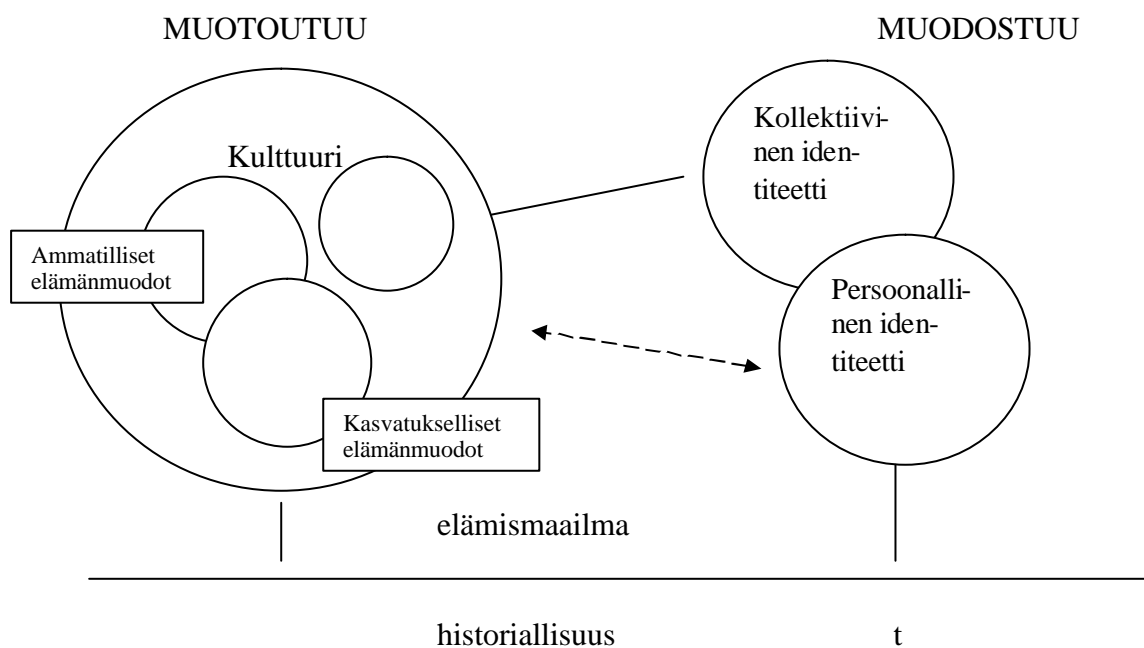 MUOTOUTUU
MUODOSTUU
Kulttuuri
Ammatilliset
elämänmuodot
Kasvatukselliset
elämänmuodot
Kollektiivi-
nen iden-
titeetti
Persoonalli-
nen iden-
titeetti
elämismaailma
historiallisuus
t